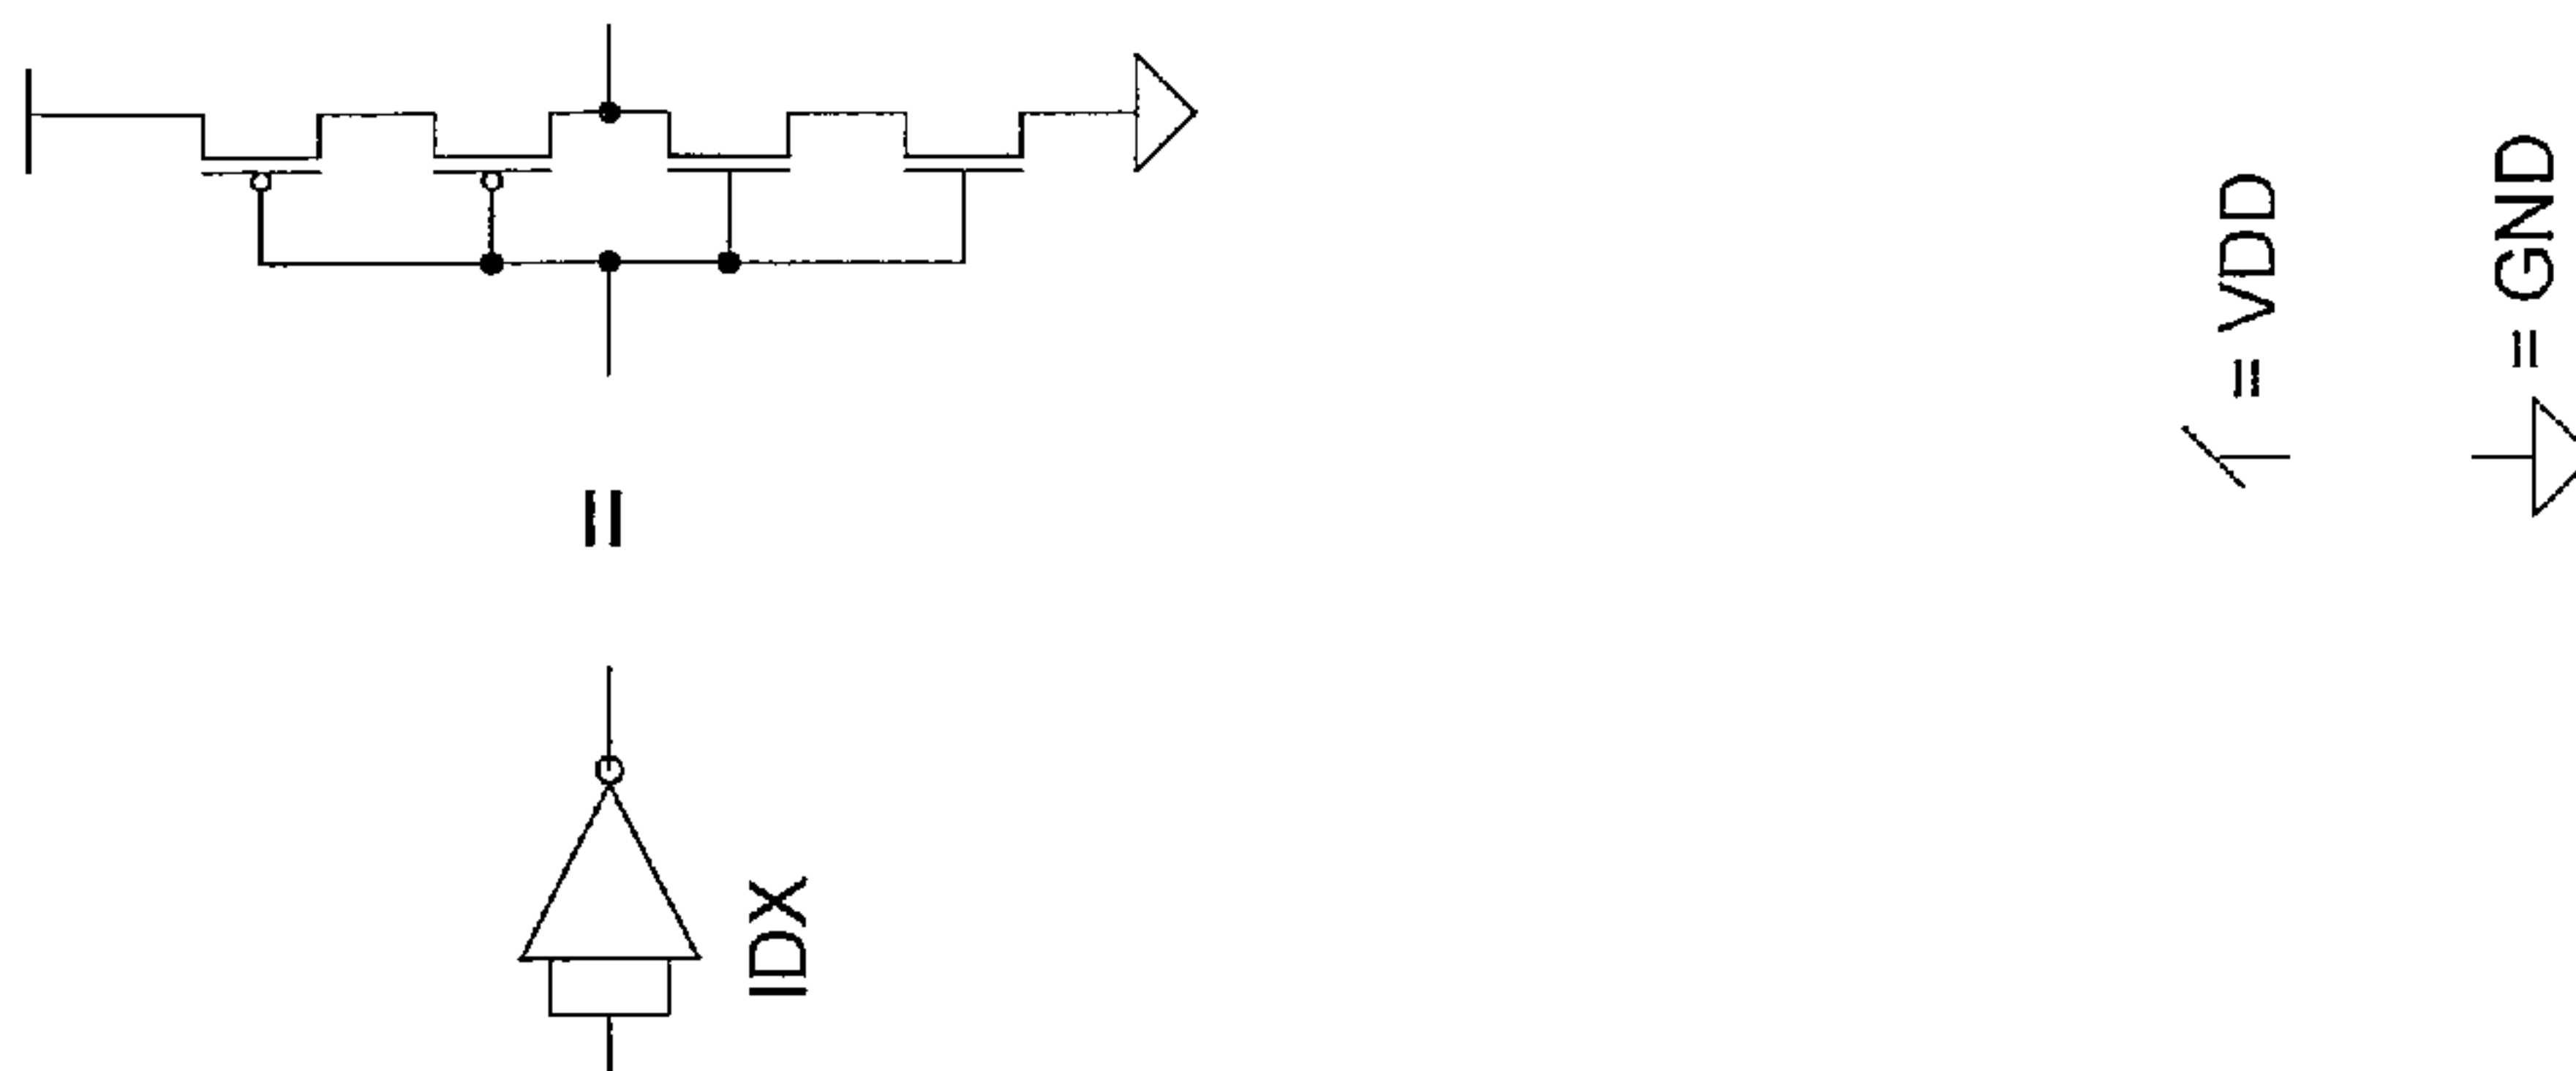 IDX
=
= VDD
= GND